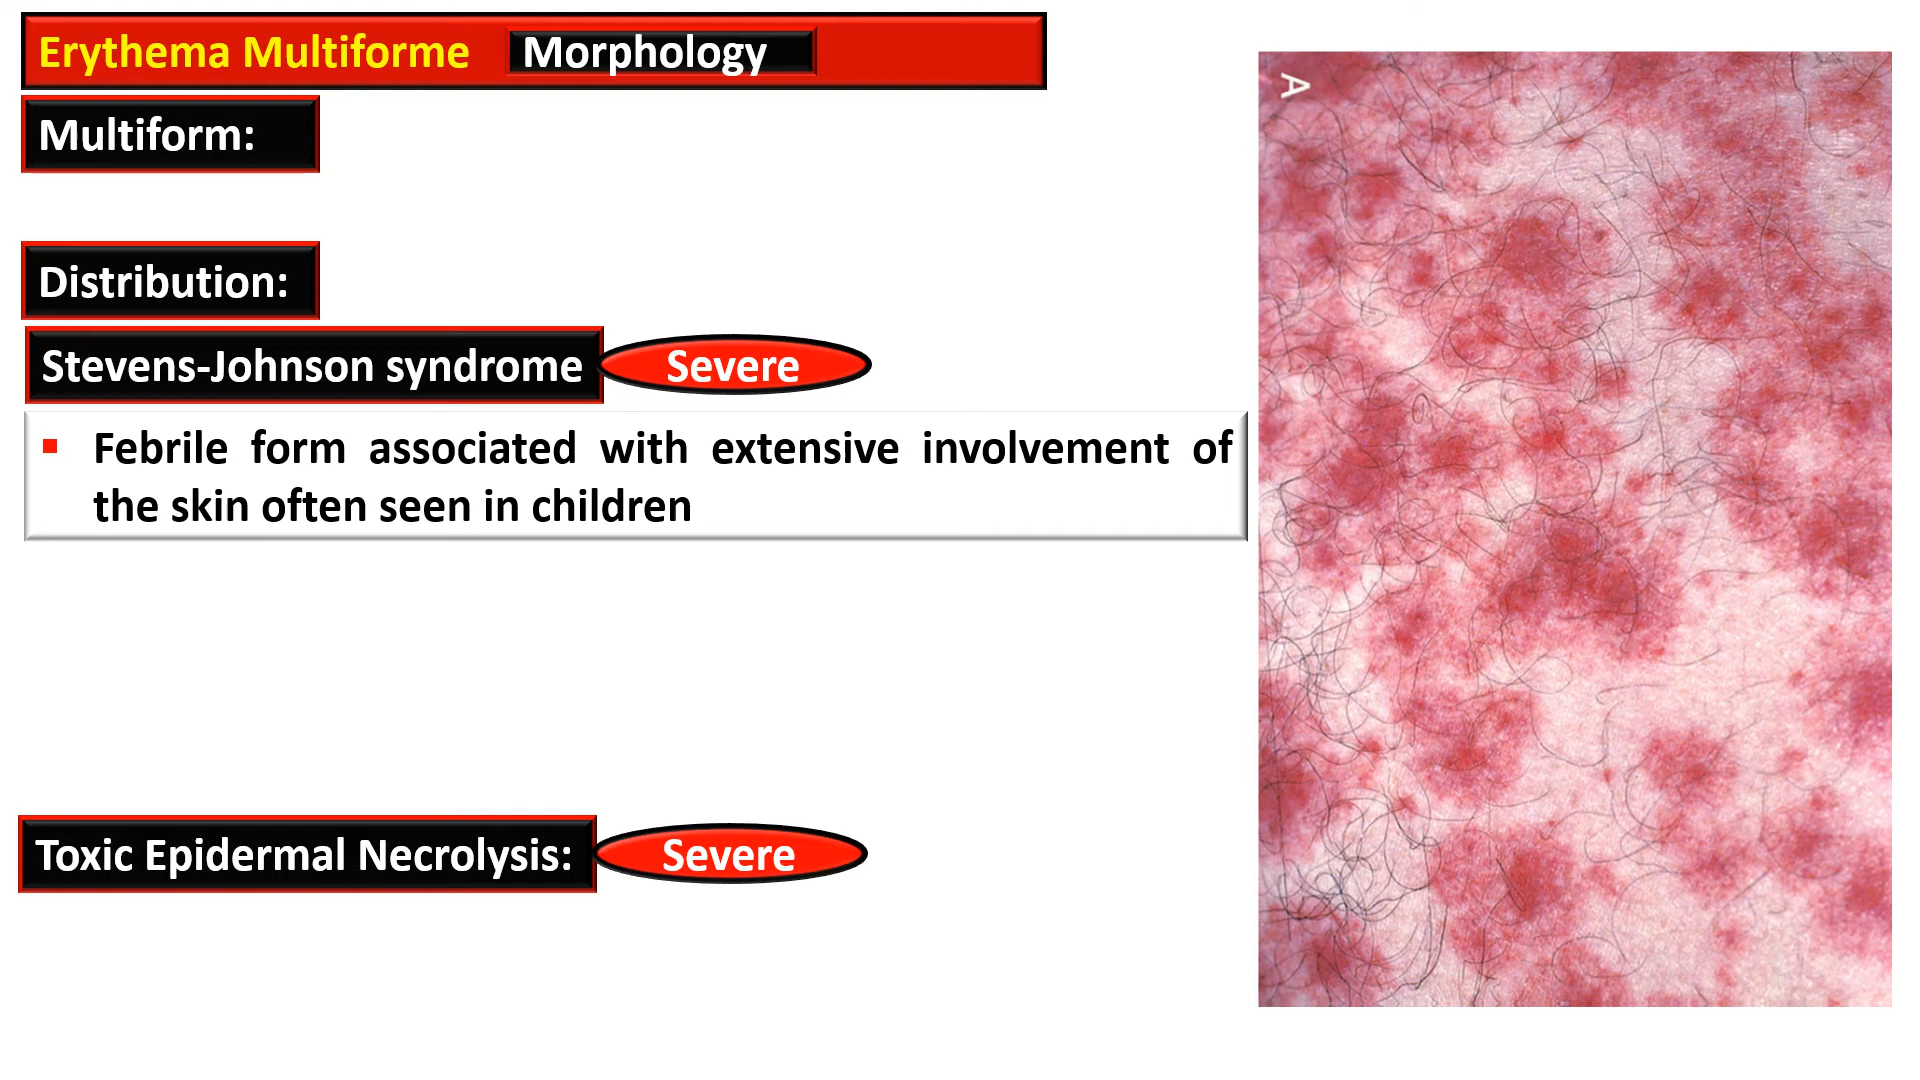 Erythema Multiforme Morphology
Multiform:
Distribution:
Stevens-Johnson syndrome Severe
▪ Febrile form associated with extensive involvement of
the skin often seen in children
Toxic Epidermal Necrolysis: Severe
A